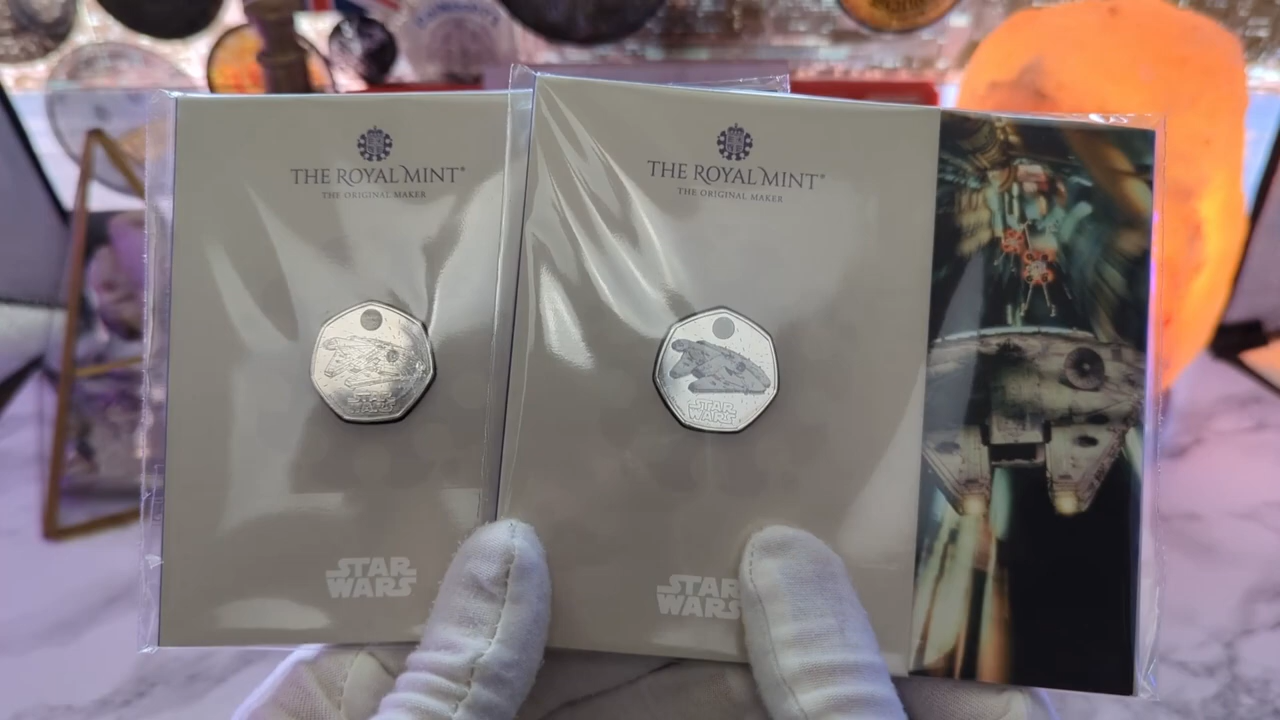 THE ROYAL MINT®
THE ORIGINAL MAKER
STAR
WARS
STAR
WARS
THE ROYAL MINT®
THE ORIGINAL MAKER
STAR
WARS
STAR
WARS